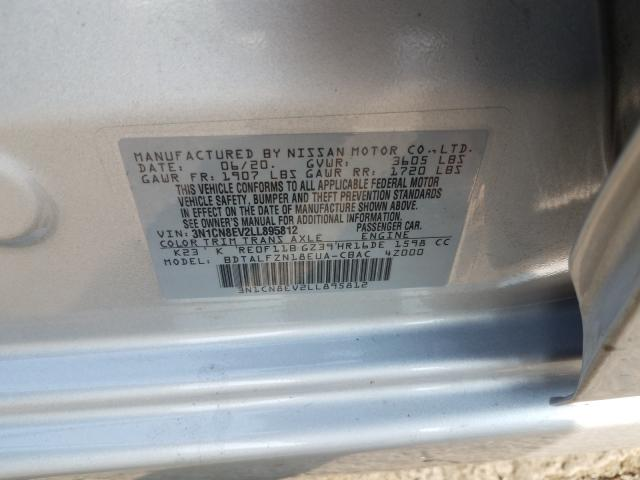 MANUFACTURED BY NISSAN MOTOR CO.,LTD.
DATE: 06/20. GVWR: 3605 LBS
GAWR FR: 1907 LBS GAWR RR: 1720 LBS
THIS VEHICLE CONFORMS TO ALL APPLICABLE FEDERAL MOTOR
VEHICLE SAFETY, BUMPER AND THEFT PREVENTION STANDARDS
IN EFFECT ON THE DATE OF MANUFACTURE SHOWN ABOVE.
SEE OWNER'S MANUAL FOR ADDITIONAL INFORMATION.
VIN: 3N1CN8EV2LL895812 PASSENGER CAR.
COLOR TRIM TRANS AXLE ENGINE
K23 K RE0F11B GZ39 HR16DE 1598 CC
MODEL: BDTALFZN18EUA-CBAC 4Z000
3N1CN8EV2LL895812